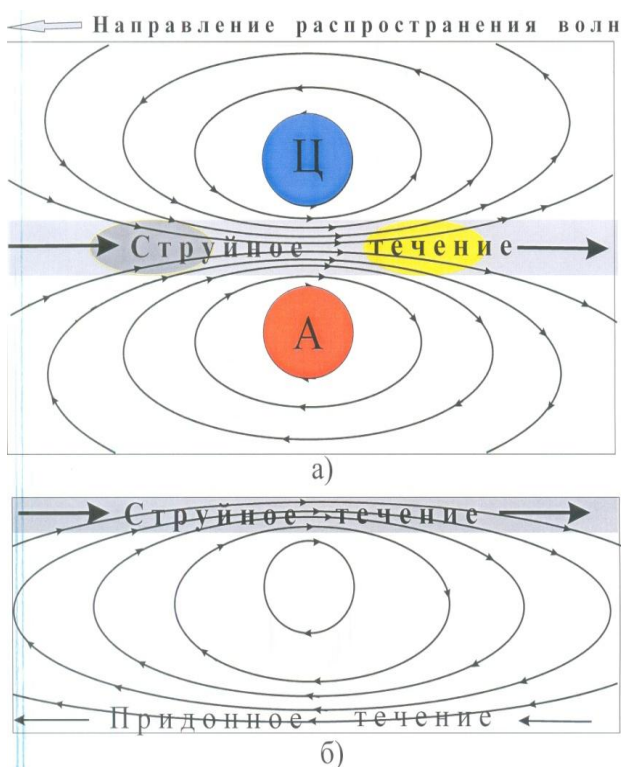 Направление распространения волн
Ц
Струйное течение
А
а)
Струйное течение
Придонное течение
б)